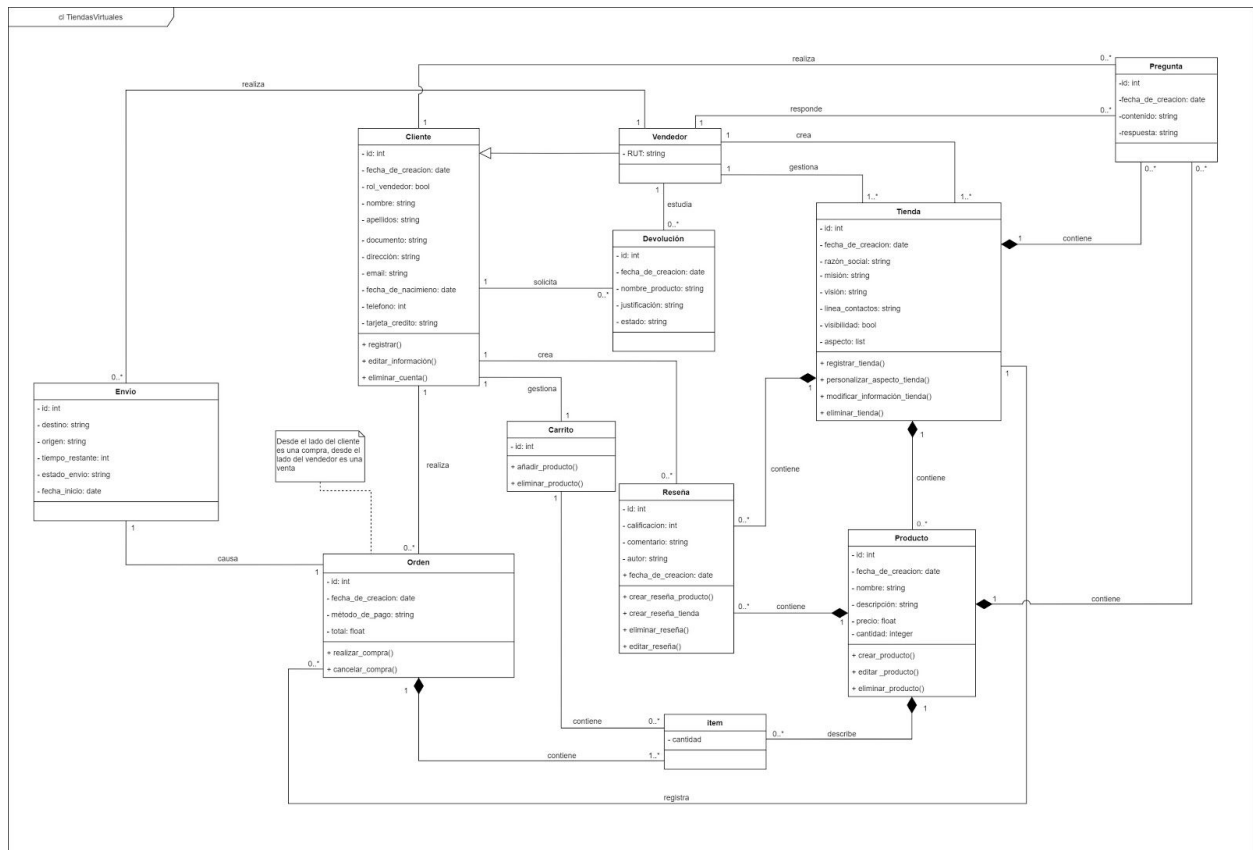 cl TiendasVirtuales
realiza
0..*
1
Pregunta
-id: int
-fecha_de_creacion: date
-contenido: string
-respuesta: string
realiza
1
0..*
responde
1
0..*
Cliente
- id: int
- fecha_de_creacion: date
- rol_vendedor: bool
- nombre: string
- apellidos: string
- documento: string
- dirección: string
- email: string
- fecha_de_nacimieno: date
- telefono: int
- tarjeta_credito: string
+ registrar()
+ editar_información()
+ eliminar_cuenta()
Vendedor
- RUT: string
1
crea
1..*
1
gestiona
1..*
1
estudia
0..*
Devolución
- id: int
- fecha_de_creacion: date
- nombre_producto: string
- justificación: string
- estado: string
1
solicita
0..*
Tienda
- id: int
- fecha_de_creacion: date
- razón_social: string
- misión: string
- visión: string
- línea_contactos: string
- visibilidad: bool
- aspecto: list
+ registrar_tienda()
+ personalizar_aspecto_tienda()
+ modificar_información_tienda()
+ eliminar_tienda()
0..*
0..*
1
contiene
1
crea
0..*
1
gestiona
1
Envio
- id: int
- destino: string
- origen: string
- tiempo_restante: int
- estado_envio: string
- fecha_inicio: date
Desde el lado del cliente
es una compra, desde el
lado del vendedor es una
venta
1
realiza
0..*
Carrito
- id: int
+ añadir_producto()
+ eliminar_producto()
1
1
contiene
0..*
Reseña
- id: int
- calificacion: int
- comentario: string
- autor: string
+ fecha_de_creacion: date
+ crear_reseña_producto()
+ crear_reseña_tienda
+ eliminar_reseña()
+ editar_reseña()
1
contiene
0..*
Producto
- id: int
- fecha_de_creacion: date
- nombre: string
- descripción: string
- precio: float
- cantidad: integer
+ crear_producto()
+ editar _producto()
+ eliminar_producto()
1
contiene
0..*
contiene
1
1
causa
1
Orden
- id: int
- fecha_de_creacion: date
- método_de_pago: string
- total: float
+ realizar_compra()
+ cancelar_compra()
0..*
1
1
contiene
0..*
item
- cantidad
0..*
describe
1
contiene
1..*
registra